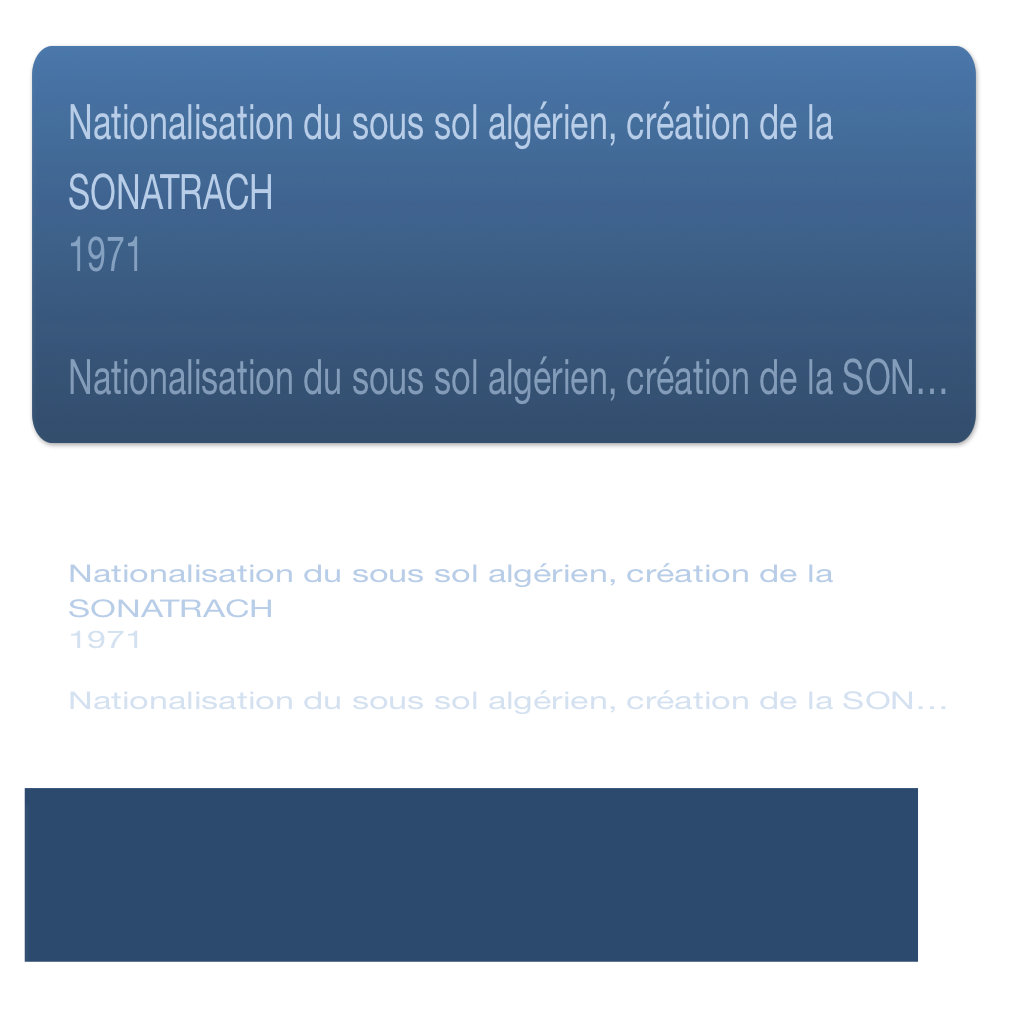 Nationalisation du sous sol algérien, création de la
SONATRACH
1971
Nationalisation du sous sol algérien, création de la SON...
Nationalisation du sous sol algérien, création de la
SONATRACH
1971
Nationalisation du sous sol algérien, création de la SON...